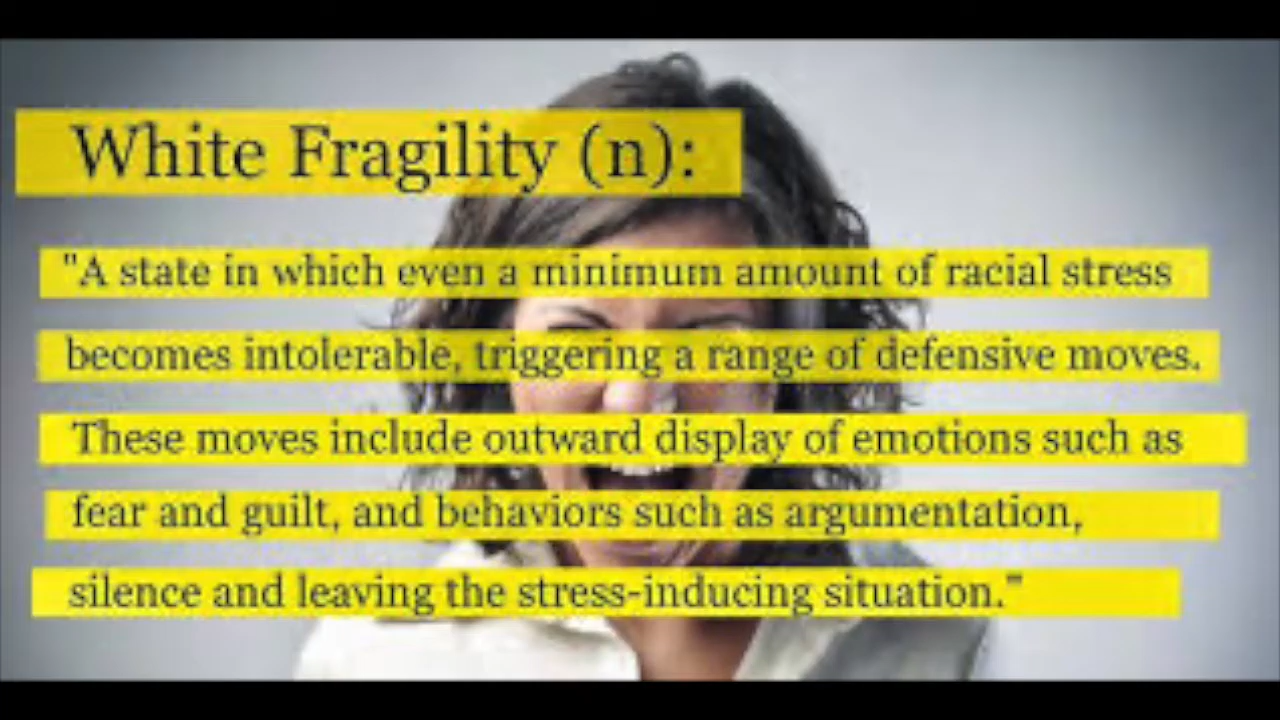 White Fragility (n):
"A state in which even a minimum amount of racial stress
becomes intolerable, triggering a range of defensive moves.
These moves include outward display of emotions such as
fear and guilt, and behaviors such as argumentation,
silence and leaving the stress-inducing situation."